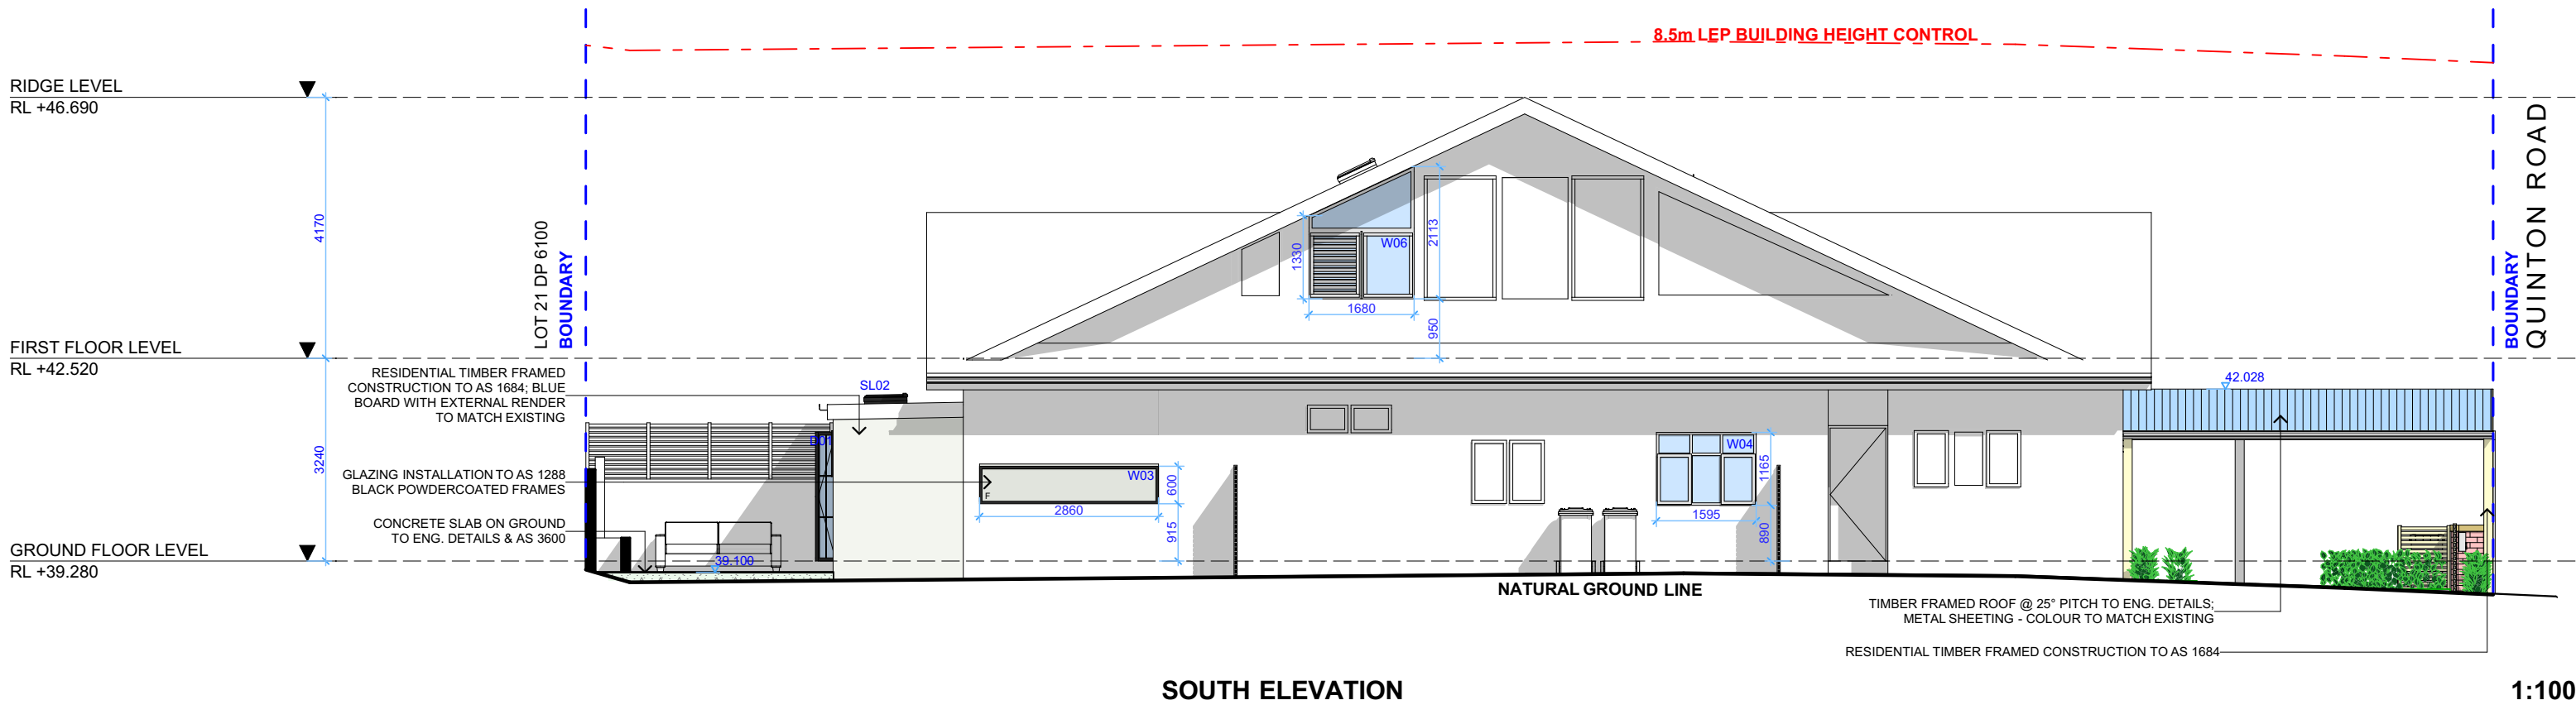 8.5m LEP BUILDING HEIGHT CONTROL
RIDGE LEVEL
RL +46.690
4170
LOT 21 DP 6100
BOUNDARY
FIRST FLOOR LEVEL
RL +42.520
3240
RESIDENTIAL TIMBER FRAMED
CONSTRUCTION TO AS 1684; BLUE
BOARD WITH EXTERNAL RENDER
TO MATCH EXISTING
GLAZING INSTALLATION TO AS 1288
BLACK POWDERCOATED FRAMES
CONCRETE SLAB ON GROUND
TO ENG. DETAILS & AS 3600
GROUND FLOOR LEVEL
RL +39.280
SL02
D01
39.100
W03
F
600
2860
915
W06
1330
2113
1680
950
W04
1165
1595
890
42.028
BOUNDARY
QUINTON ROAD
NATURAL GROUND LINE
TIMBER FRAMED ROOF @ 25° PITCH TO ENG. DETAILS;
METAL SHEETING - COLOUR TO MATCH EXISTING
RESIDENTIAL TIMBER FRAMED CONSTRUCTION TO AS 1684
SOUTH ELEVATION
1:100